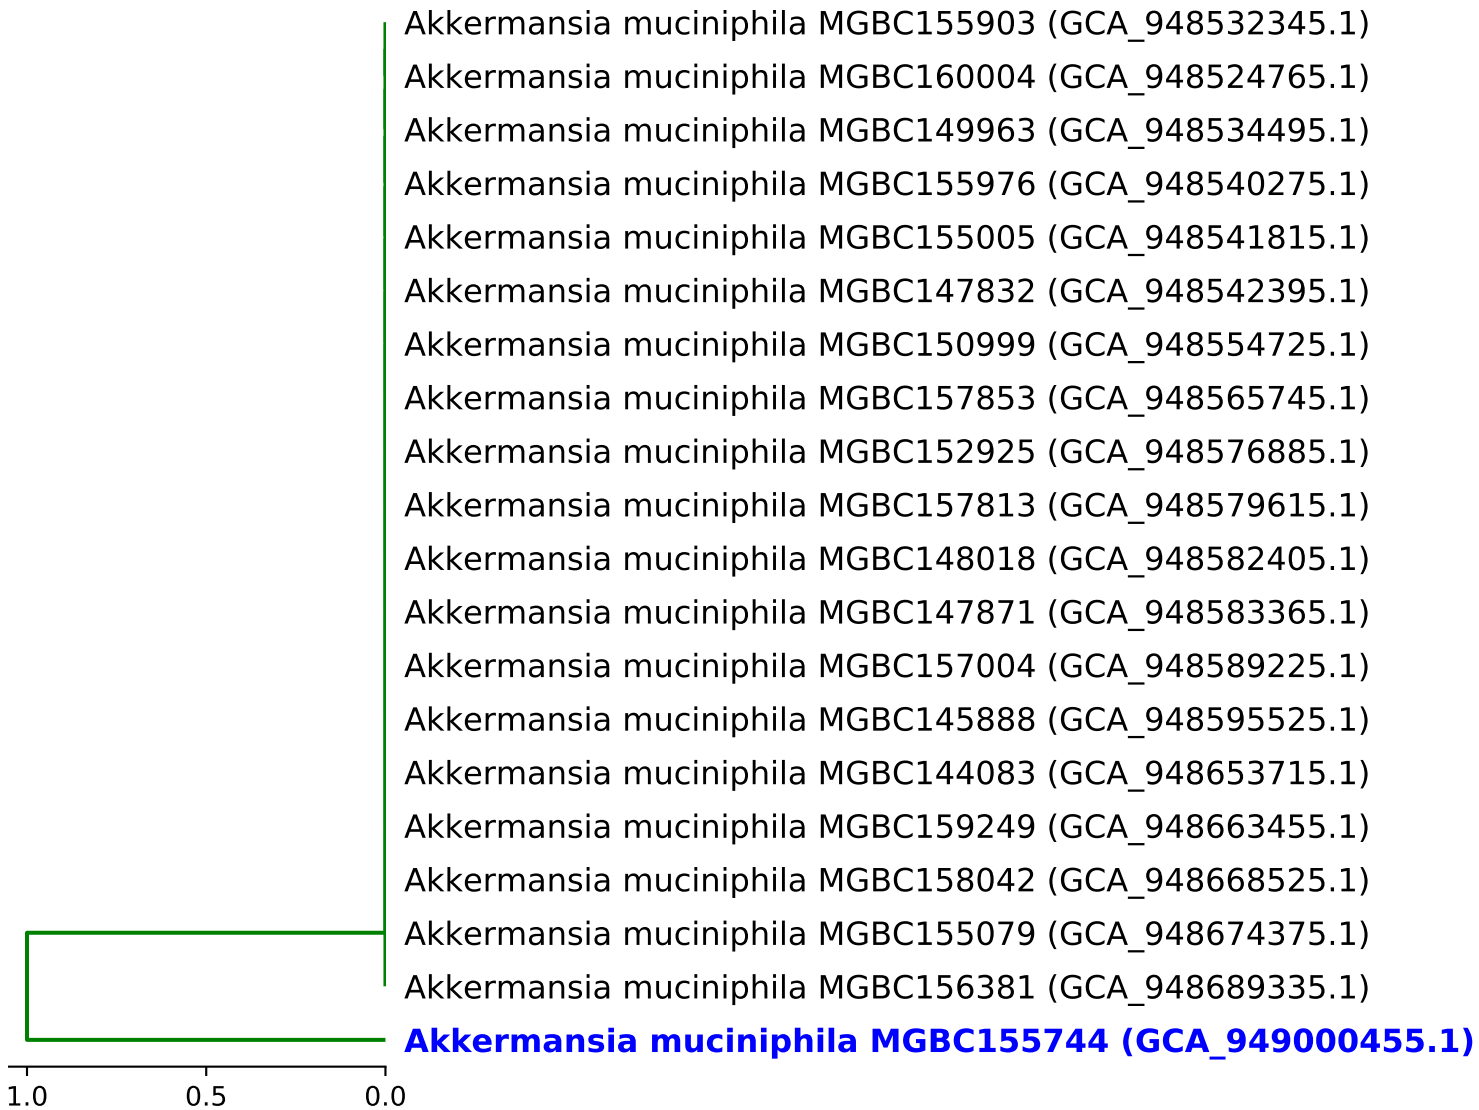 Akkermansia muciniphila MGBC155903 (GCA_948532345.1)
Akkermansia muciniphila MGBC160004 (GCA_948524765.1)
Akkermansia muciniphila MGBC149963 (GCA_948534495.1)
Akkermansia muciniphila MGBC155976 (GCA_948540275.1)
Akkermansia muciniphila MGBC155005 (GCA_948541815.1)
Akkermansia muciniphila MGBC147832 (GCA_948542395.1)
Akkermansia muciniphila MGBC150999 (GCA_948554725.1)
Akkermansia muciniphila MGBC157853 (GCA_948565745.1)
Akkermansia muciniphila MGBC152925 (GCA_948576885.1)
Akkermansia muciniphila MGBC157813 (GCA_948579615.1)
Akkermansia muciniphila MGBC148018 (GCA_948582405.1)
Akkermansia muciniphila MGBC147871 (GCA_948583365.1)
Akkermansia muciniphila MGBC157004 (GCA_948589225.1)
Akkermansia muciniphila MGBC145888 (GCA_948595525.1)
Akkermansia muciniphila MGBC144083 (GCA_948653715.1)
Akkermansia muciniphila MGBC159249 (GCA_948663455.1)
Akkermansia muciniphila MGBC158042 (GCA_948668525.1)
Akkermansia muciniphila MGBC155079 (GCA_948674375.1)
Akkermansia muciniphila MGBC156381 (GCA_948689335.1)
Akkermansia muciniphila MGBC155744 (GCA_949000455.1)
1.0 0.5 0.0